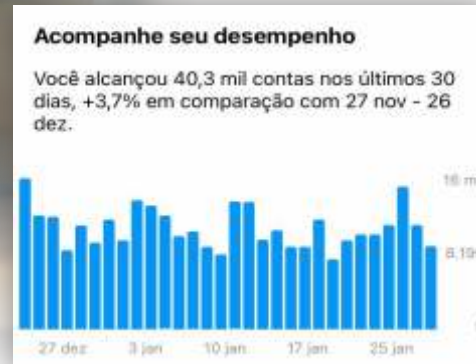 Acompanhe seu desempenho
Você alcançou 40,3 mil contas nos últimos 30
dias, +3,7% em comparação com 27 nov - 26
dez.
16 m
27 dez 3 jan 10 jan 17 jan 25 jan